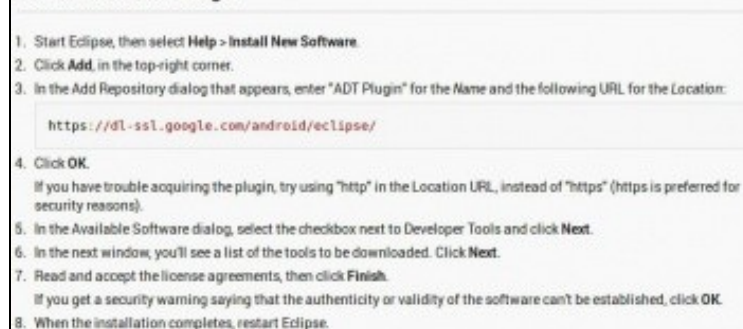 1. Start Eclipse, then select Help > Install New Software.
2. Click Add, in the top-right corner.
3. In the Add Repository dialog that appears, enter "ADT Plugin" for the Name and the following URL for the Location:
https://dl-ssl.google.com/android/eclipse/
4. Click OK.
If you have trouble acquiring the plugin, try using "http" in the Location URL, instead of "https" (https is preferred for
security reasons).
5. In the Available Software dialog, select the checkbox next to Developer Tools and click Next.
6. In the next window, you'll see a list of the tools to be downloaded. Click Next.
7. Read and accept the license agreements, then click Finish.
If you get a security warning saying that the authenticity or validity of the software can't be established, click OK.
8. When the installation completes, restart Eclipse.